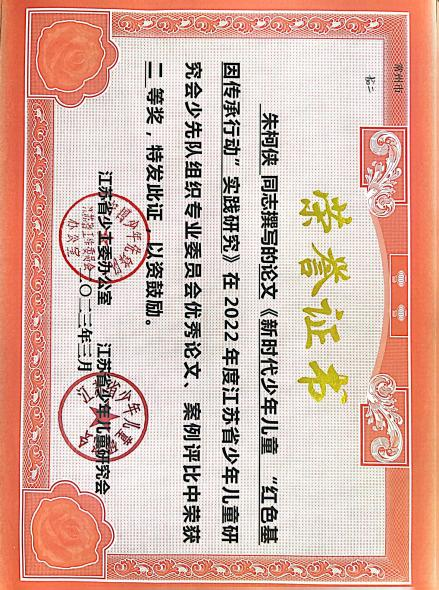 常州市
荣誉证书
朱柯侠 同志撰写的论文《新时代少年儿童 “红色基
因传承行动” 实践研究》在 2022 年度江苏省少年儿童研
究会少先队组织专业委员会优秀论文、案例评比中荣获
二 等奖，特发此证，以资鼓励。
江苏省少工委办公室 江苏省少年儿童研究会
二〇二二年三月